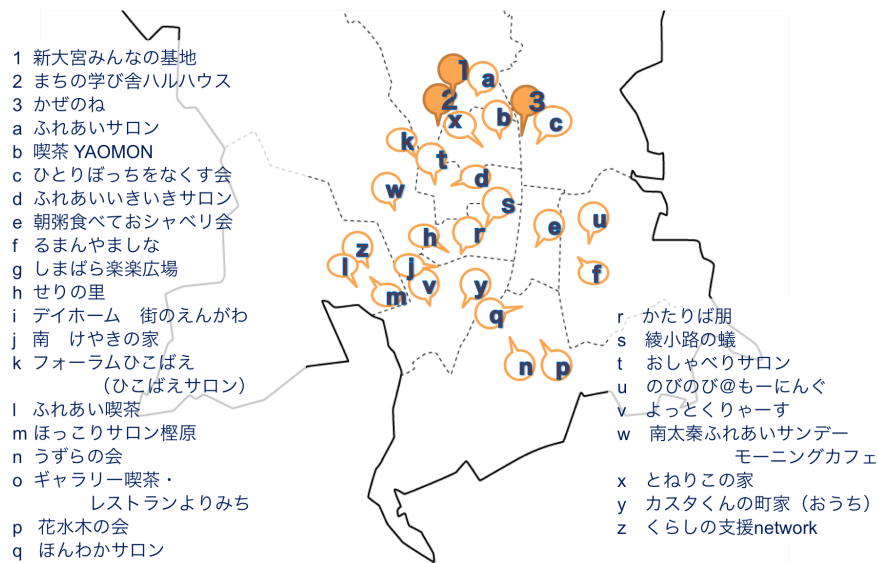 1 新大宮みんなの基地
2 まちの学び舎ハルハウス
3 かぜのね
a ふれあいサロン
b 喫茶 YAOMON
c ひとりぼっちをなくす会
d ふれあいいきいきサロン
e 朝粥食べておシャベリ会
f るまんやましな
g しまばら楽楽広場
h せりの里
i デイホーム 街のえんがわ
j 南 けやきの家
k フォーラムひこばえ
（ひこばえサロン）
l ふれあい喫茶
m ほっこりサロン樫原
n うずらの会
o ギャラリー喫茶・
レストランよりみち
p 花水木の会
q ほんわかサロン
1
a
2
3
x
b
c
k
t
d
w
s
h
r
e
u
z
l
j
f
m
v
y
q
n
p
r かたりば朋
s 綾小路の蟻
t おしゃべりサロン
u のびのび＠もーにんぐ
v よっとくりゃーす
w 南太秦ふれあいサンデー
モーニングカフェ
x とねりこの家
y カスタくんの町家（おうち）
z くらしの支援network